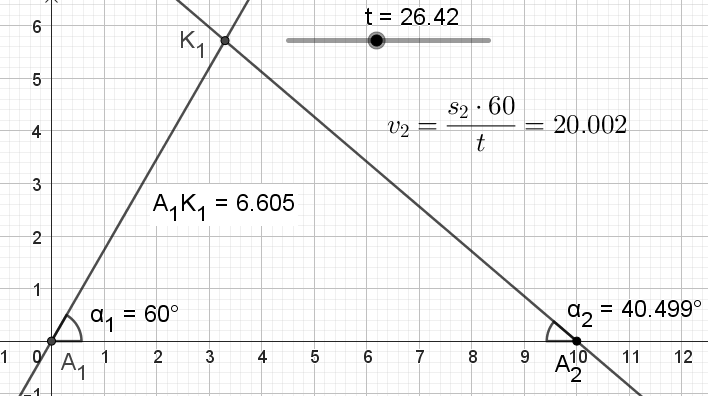 t = 26.42
K₁
v₂ = s₂ · 60 / t = 20.002
A₁K₁ = 6.605
α₁ = 60°
α₂ = 40.499°
A₁
A₂
6
5
4
3
2
1
1 0 1 2 3 4 5 6 7 8 9 10 11 12